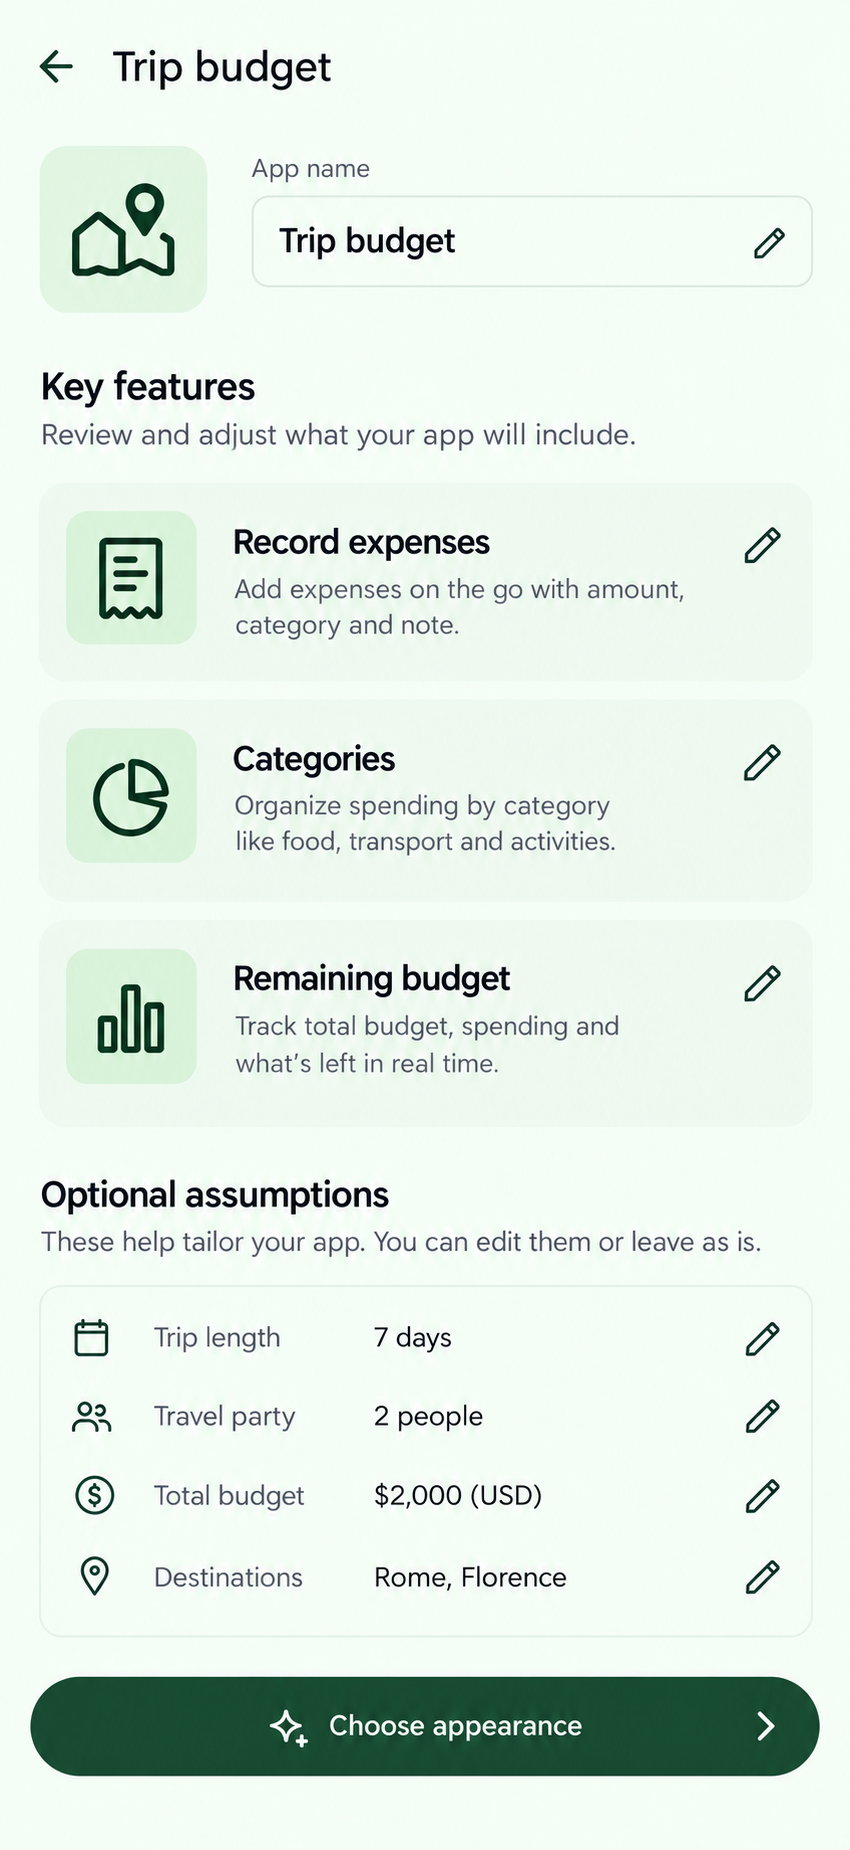 Trip budget
App name
Trip budget
Key features
Review and adjust what your app will include.
Record expenses
Add expenses on the go with amount,
category and note.
Categories
Organize spending by category
like food, transport and activities.
Remaining budget
Track total budget, spending and
what’s left in real time.
Optional assumptions
These help tailor your app. You can edit them or leave as is.
Trip length 7 days
Travel party 2 people
Total budget $2,000 (USD)
Destinations Rome, Florence
Choose appearance